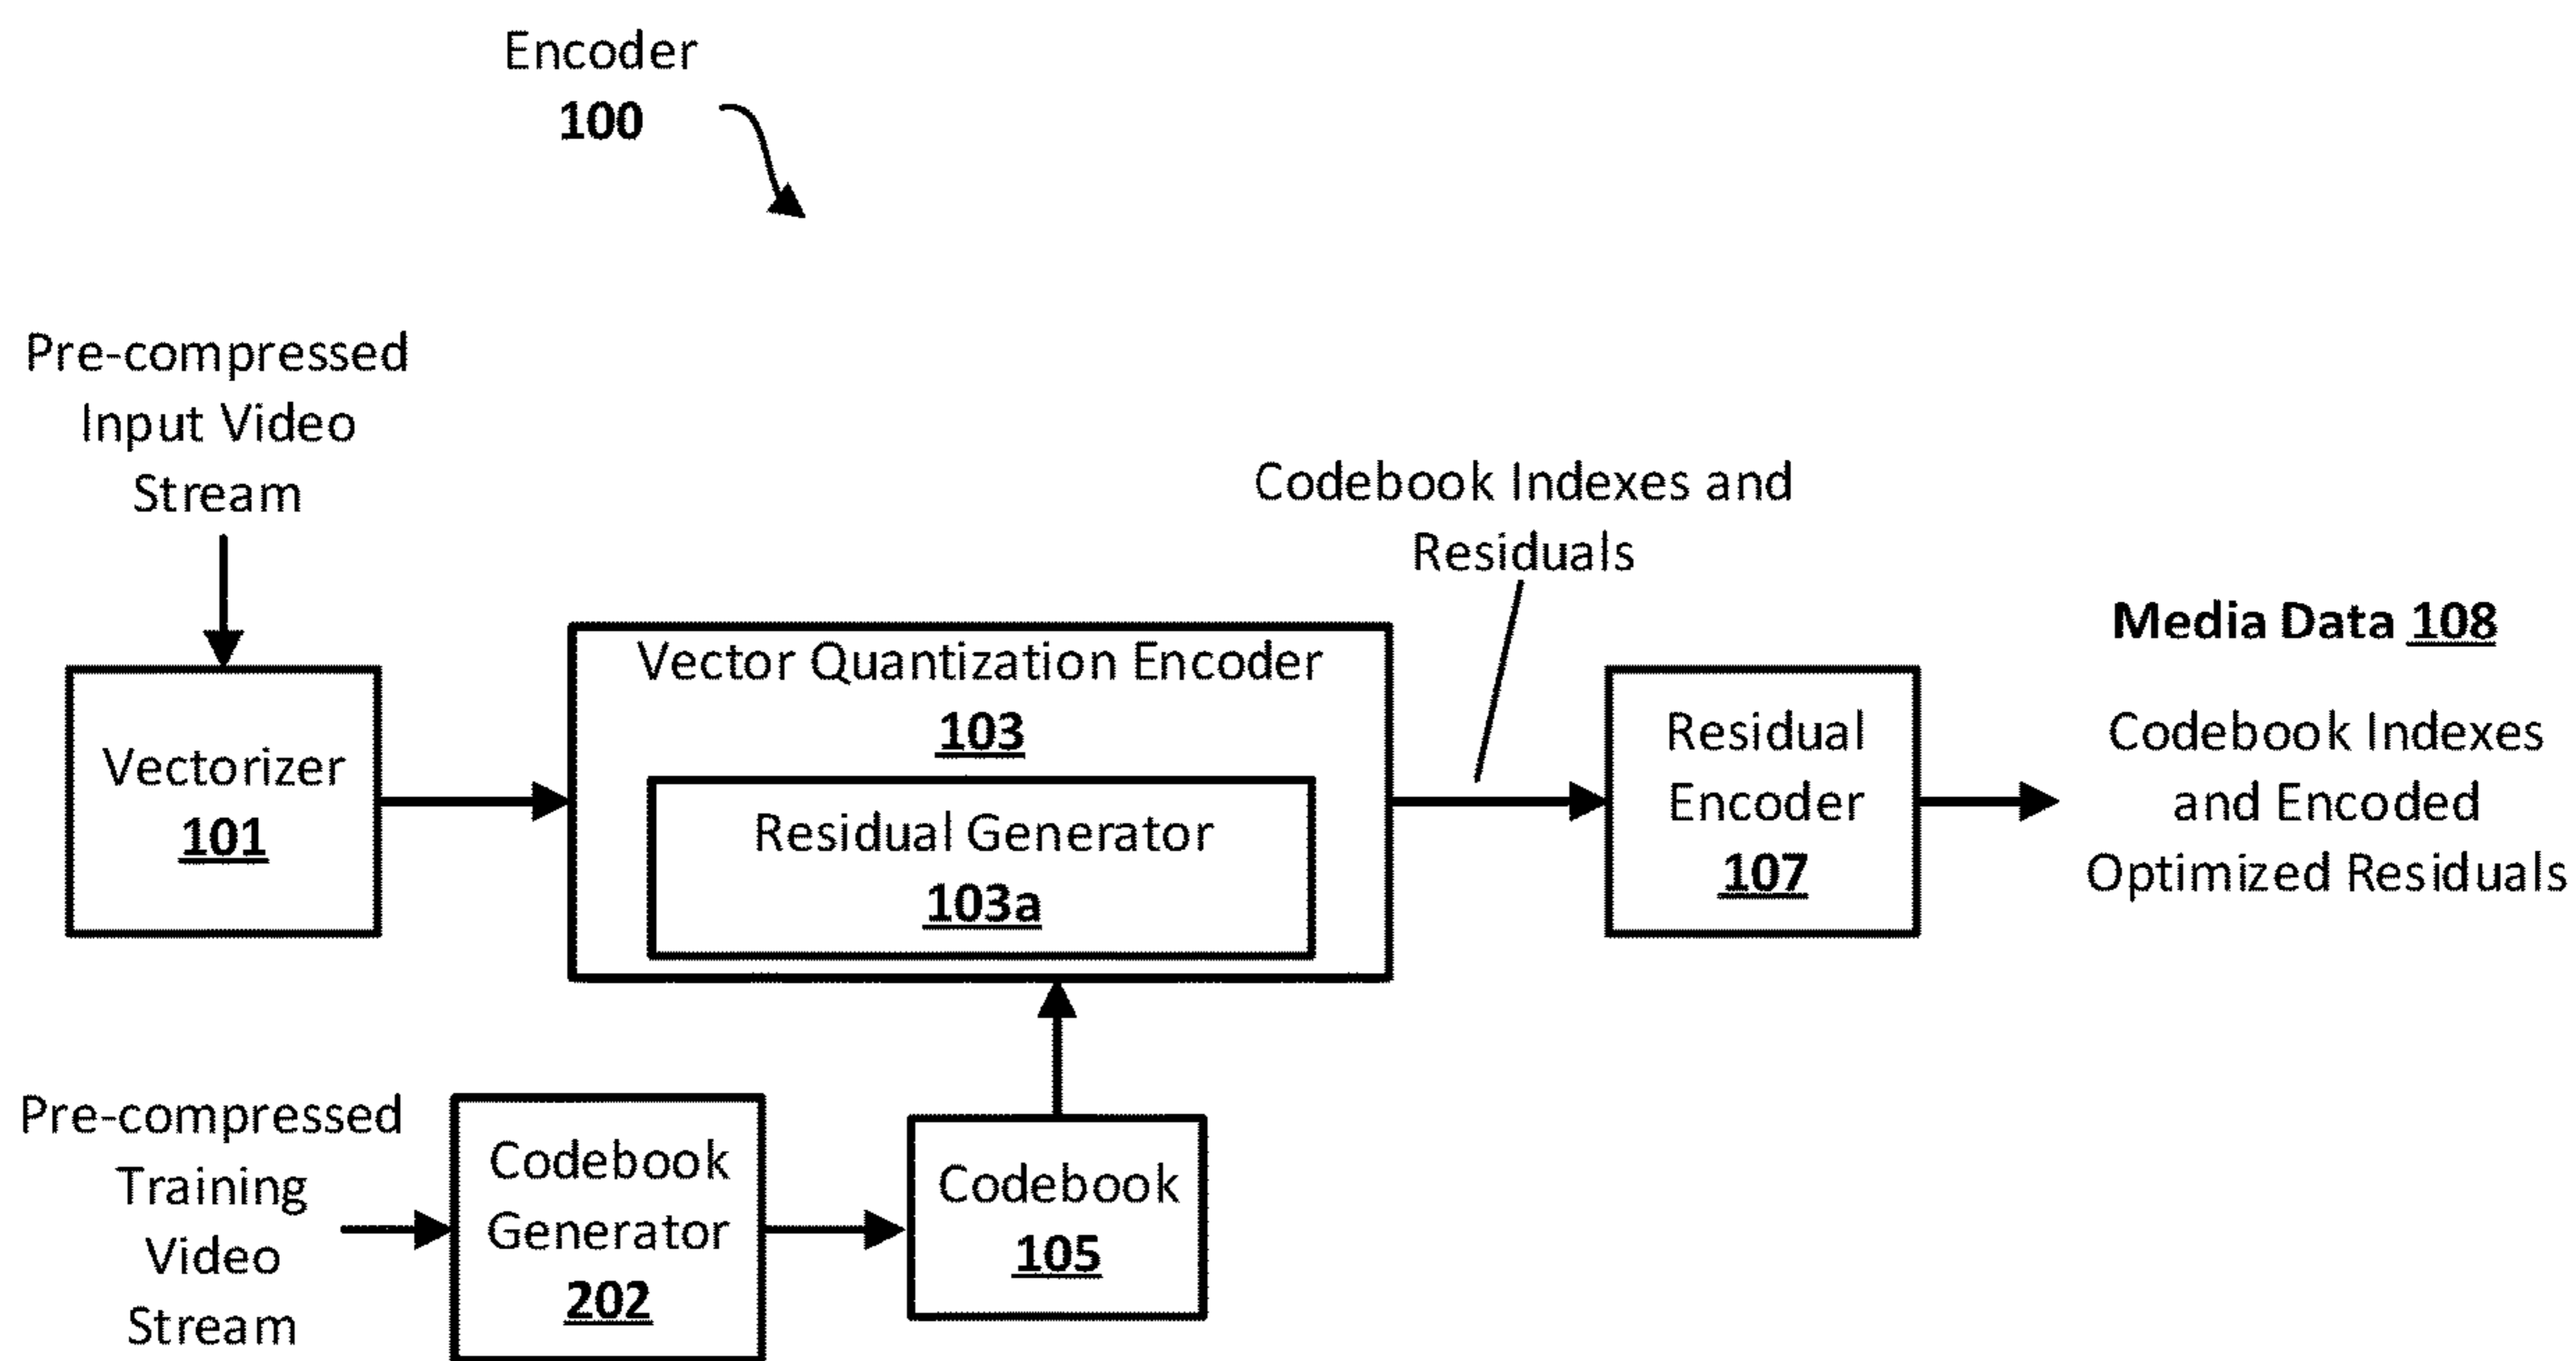 Encoder
100
Pre-compressed
Input Video
Stream
Codebook Indexes and
Residuals
Media Data 108
Vectorizer
101
Vector Quantization Encoder
103
Residual Generator
103a
Residual
Encoder
107
Codebook Indexes
and Encoded
Optimized Residuals
Pre-compressed
Training
Video
Stream
Codebook
Generator
202
Codebook
105